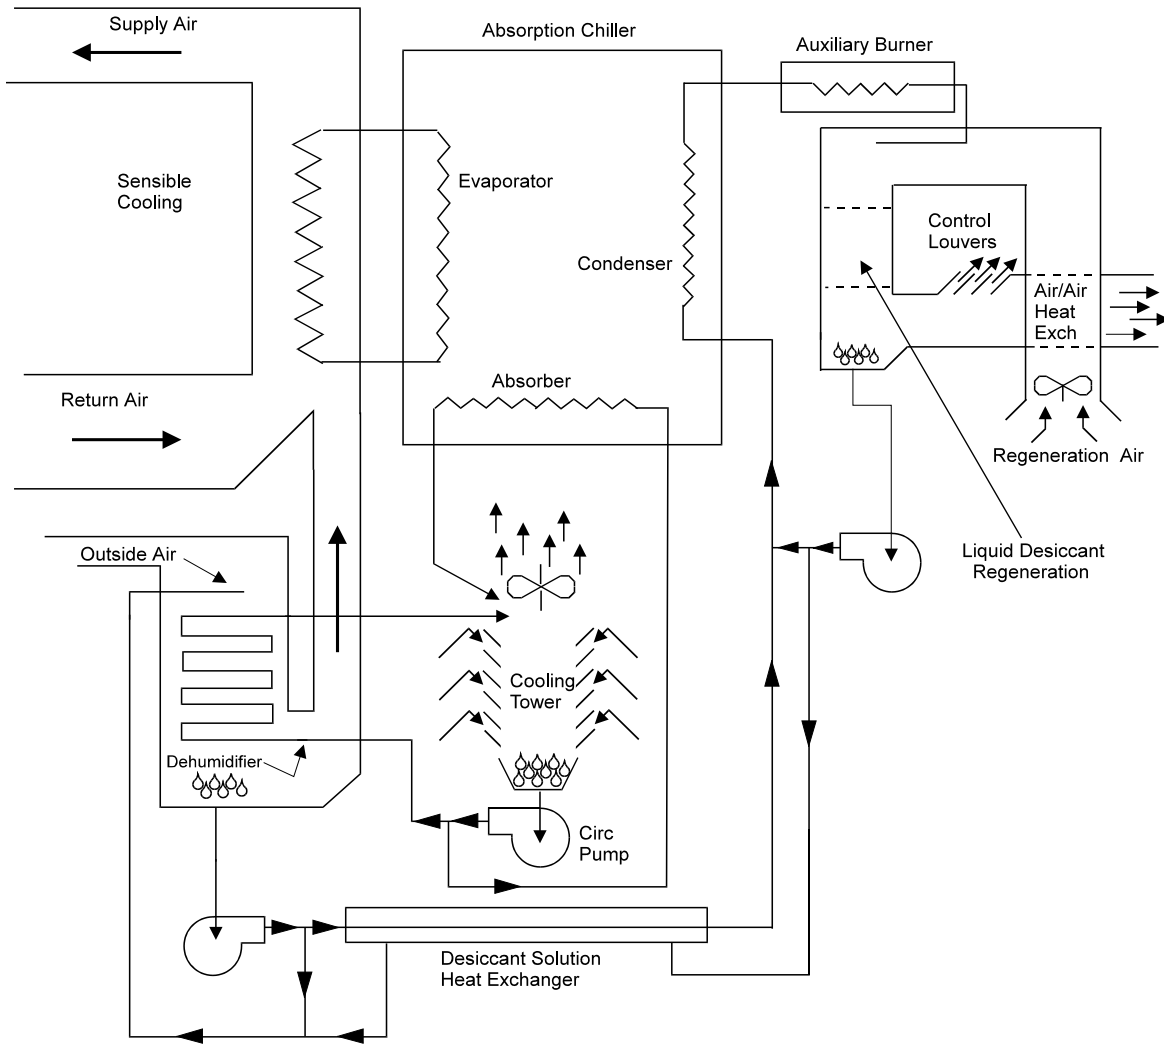 Supply Air
Absorption Chiller
Auxiliary Burner
Sensible
Cooling
Evaporator
Control
Louvers
Condenser
Air/Air
Heat
Exch
Absorber
Return Air
Regeneration Air
Outside Air
Liquid Desiccant
Regeneration
Cooling
Tower
Dehumidifier
Circ
Pump
Desiccant Solution
Heat Exchanger